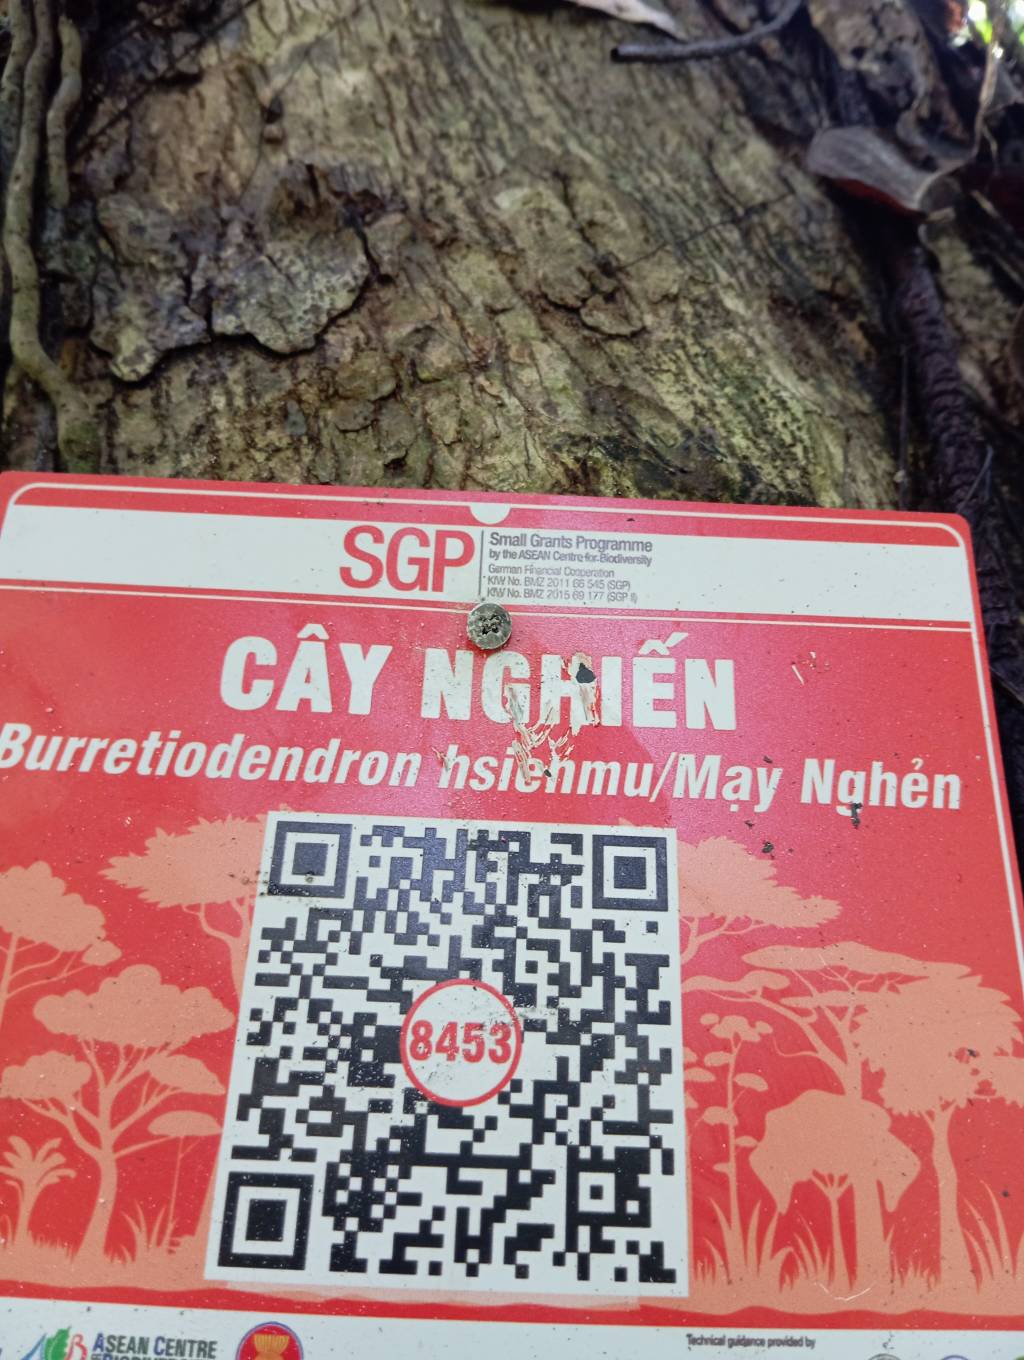 SGP
Small Grants Programme
by the ASEAN Centre for Biodiversity
German Financial Cooperation
KfW No. BMZ 2011 66 545 (SGP)
KfW No. BMZ 2015 69 177 (SGP II)
CÂY NGHIẾN
Burretiodendron hsienmu/Mạy Nghẻn
8453
ASEAN CENTRE
Technical guidance provided by